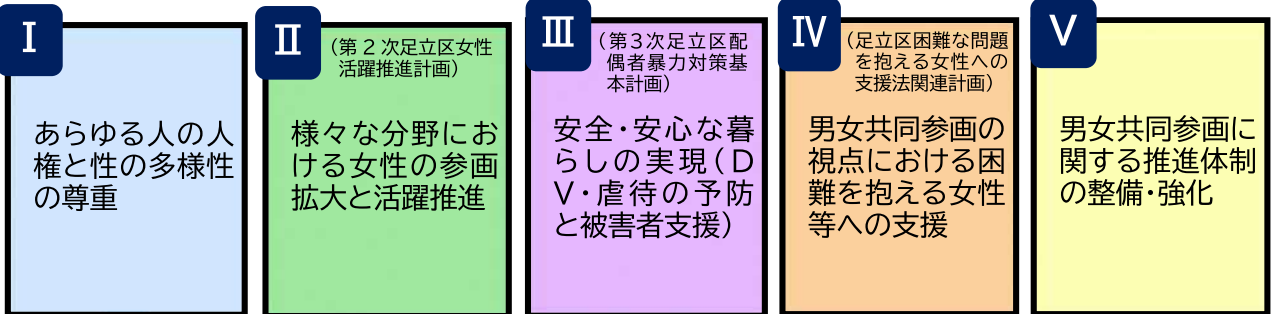 Ⅰ
あらゆる人の人
権と性の多様性
の尊重
Ⅱ
（第２次足立区女性
活躍推進計画）
様々な分野にお
ける女性の参画
拡大と活躍推進
Ⅲ
（第３次足立区配
偶者暴力対策基
本計画）
安全・安心な暮
らしの実現（Ｄ
Ｖ・虐待の予防
と被害者支援）
Ⅳ
（足立区困難な問題
を抱える女性への
支援法関連計画）
男女共同参画の
視点における困
難を抱える女性
等への支援
Ⅴ
男女共同参画に
関する推進体制
の整備・強化